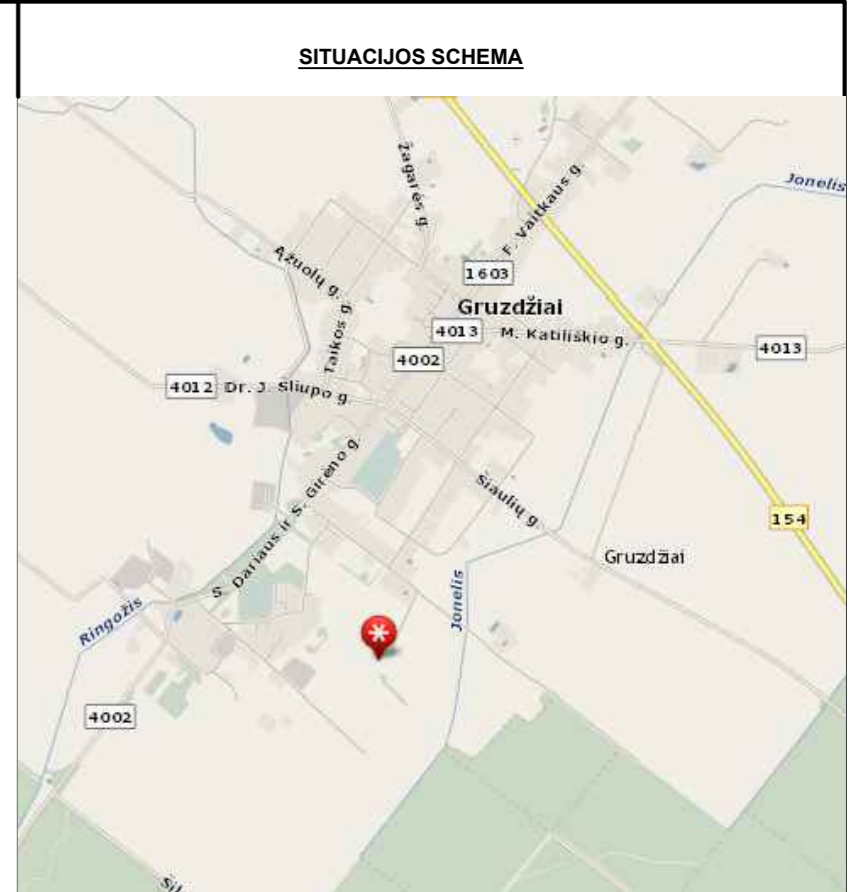 SITUACIJOS SCHEMA
Žagarės g.
Jonelis
F. Vaitkaus g.
Ąžuolų g.
1603
Gruzdžiai
Taikos g.
4013
M. Katiliškio g.
4013
4002
4012
Dr. J. Šliupo g.
Šiaulių g.
154
S. Dariaus ir S. Girėno g.
Gruzdžiai
Jonelis
Ringožis
4002